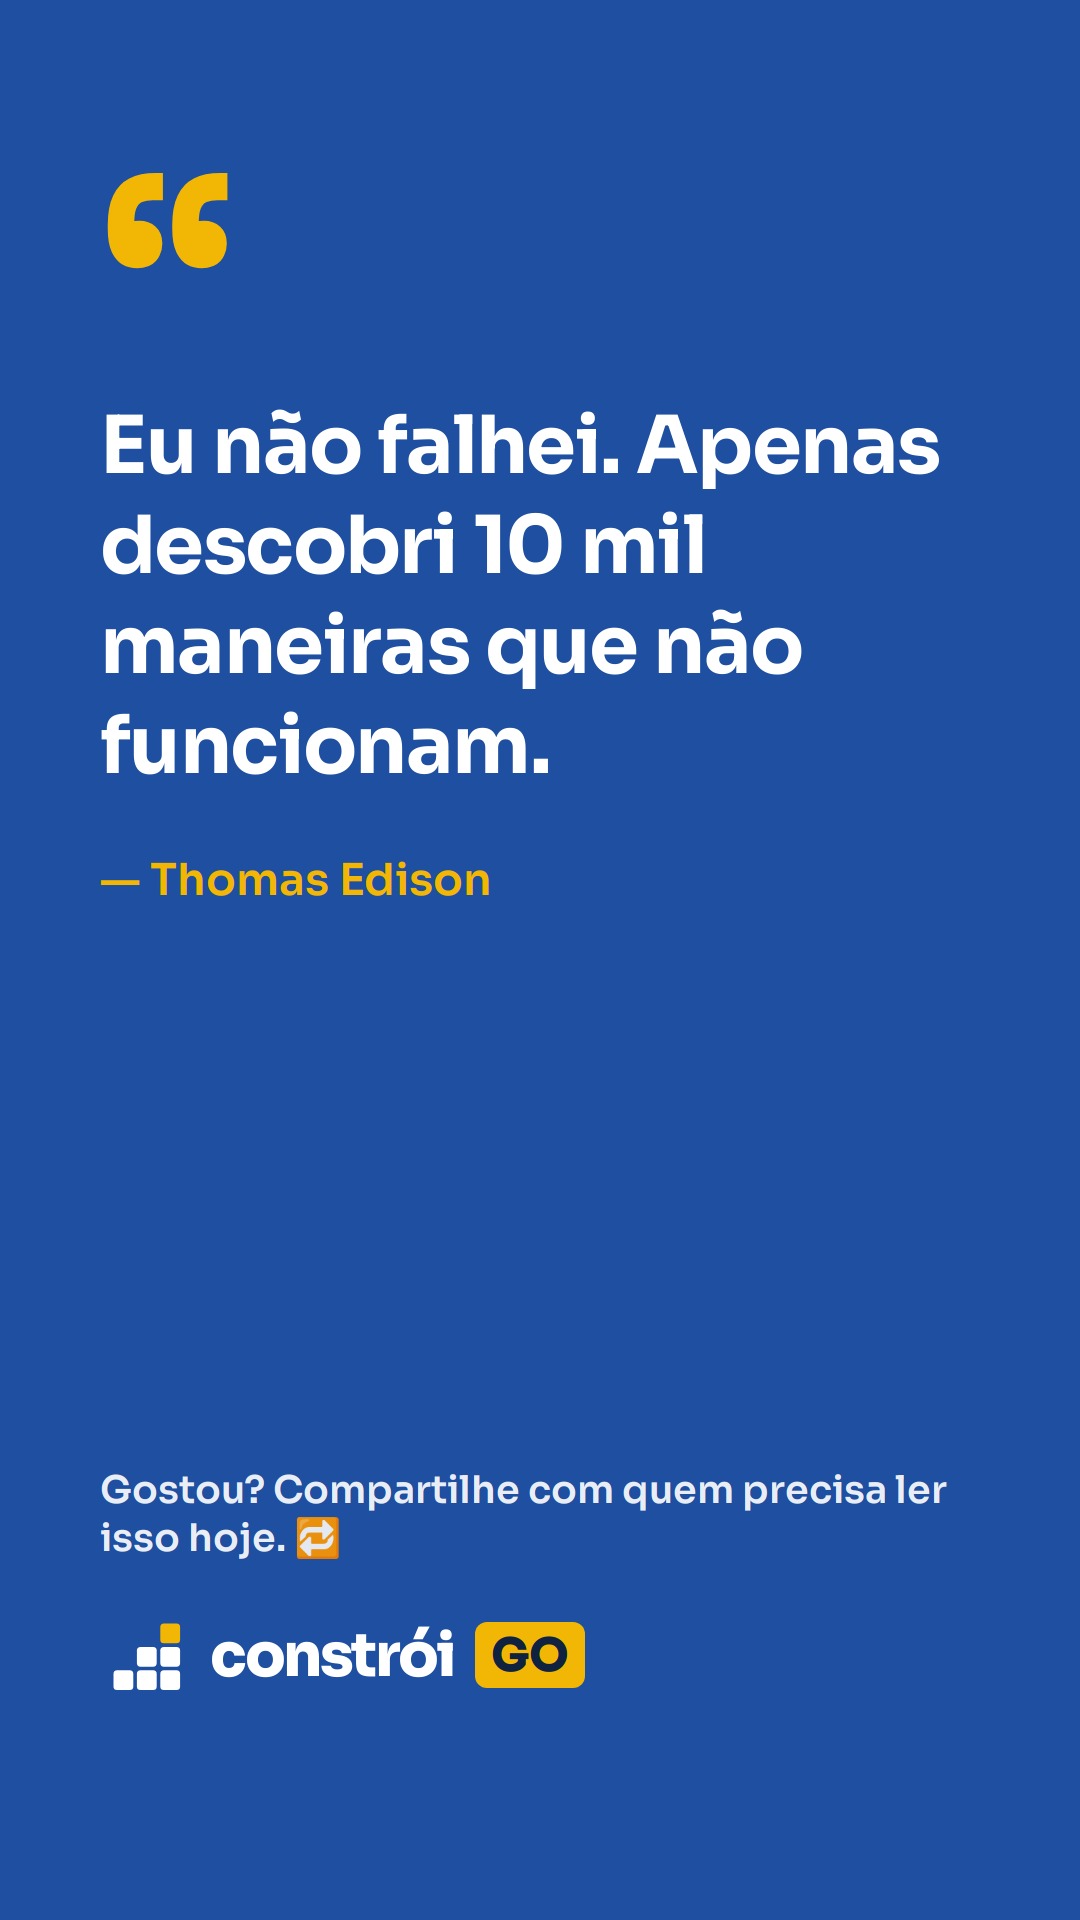 “
Eu não falhei. Apenas
descobri 10 mil
maneiras que não
funcionam.
— Thomas Edison
Gostou? Compartilhe com quem precisa ler
isso hoje. 🔁
constrói GO